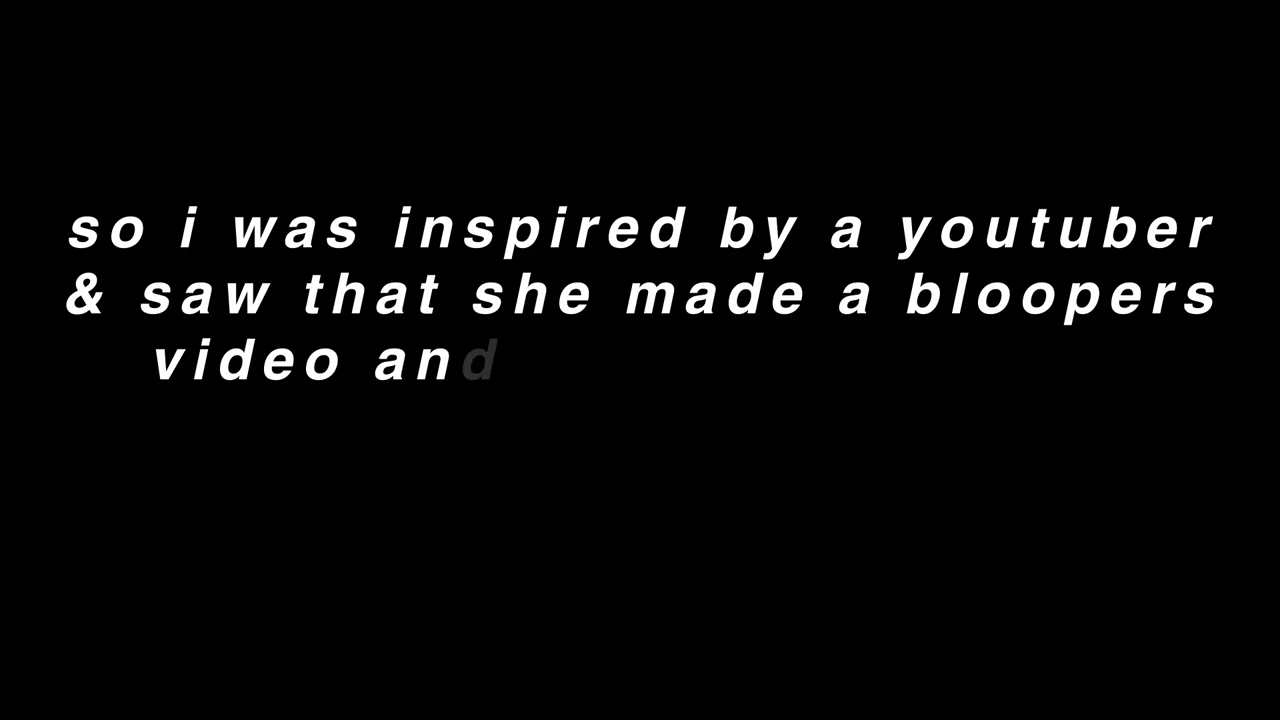 so i was inspired by a youtuber
& saw that she made a bloopers
video and